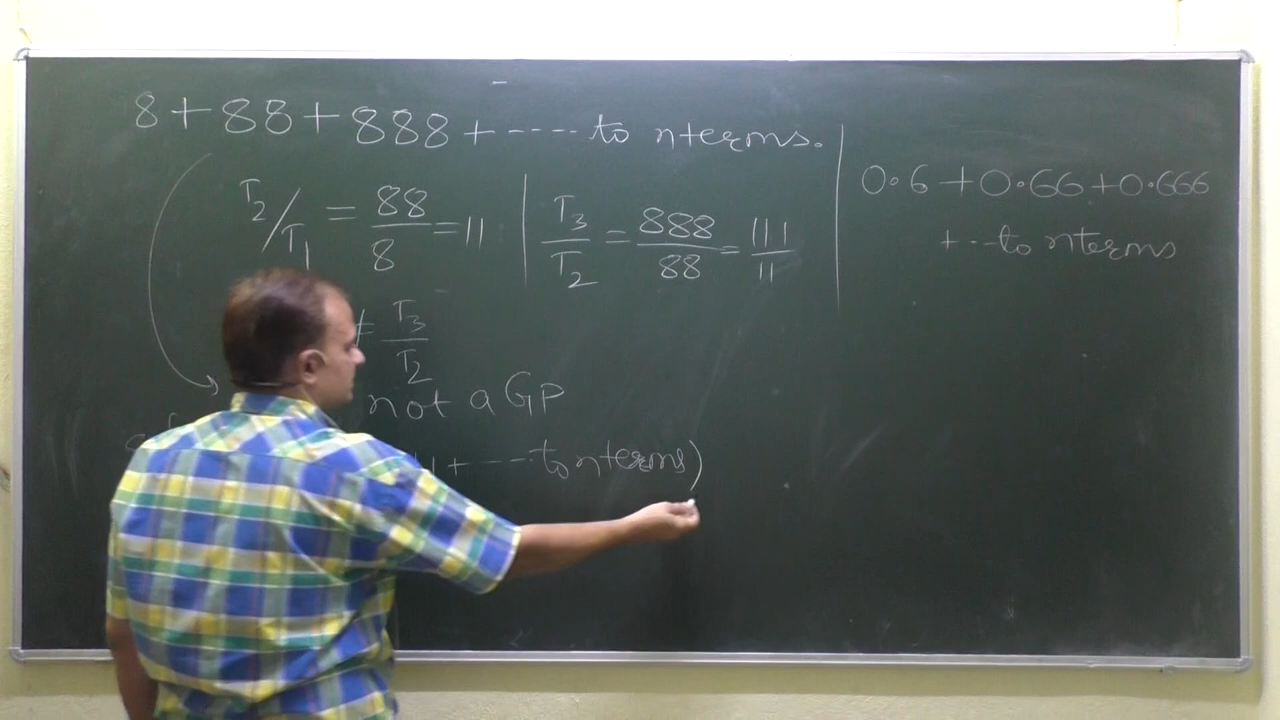 8 + 88 + 888 + ---- to n terms.
T2/T1 = 88/8 = 11 | T3/T2 = 888/88 = 111/11
≠ T3/T2
not a GP
+ ---- to n terms)
0.6 + 0.66 + 0.666
+ --- to n terms